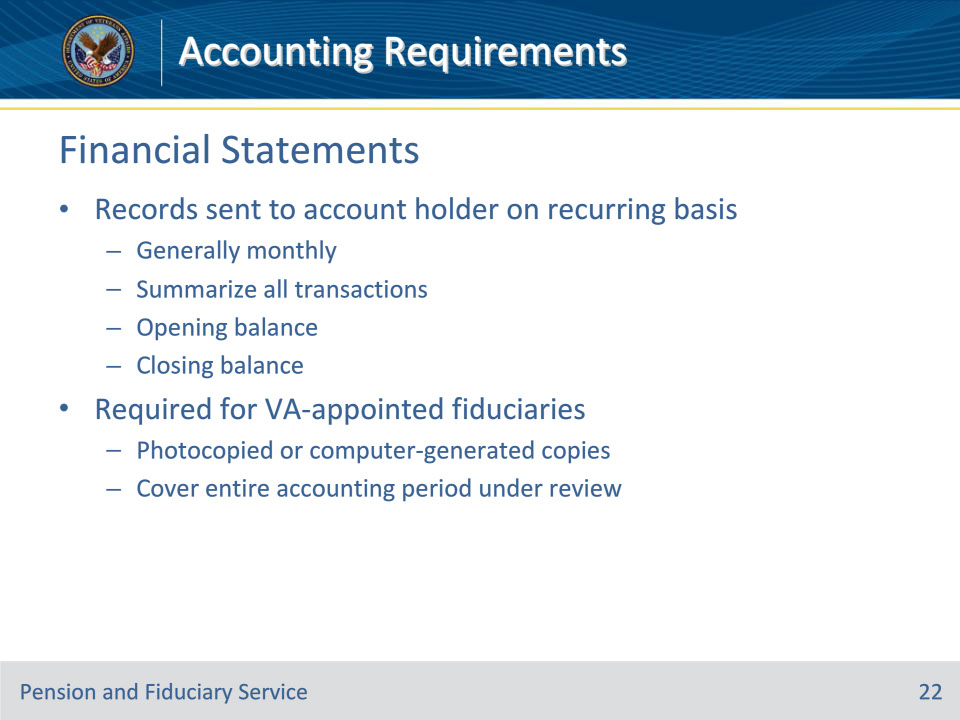 Accounting Requirements
Financial Statements
• Records sent to account holder on recurring basis
– Generally monthly
– Summarize all transactions
– Opening balance
– Closing balance
• Required for VA-appointed fiduciaries
– Photocopied or computer-generated copies
– Cover entire accounting period under review
Pension and Fiduciary Service
22